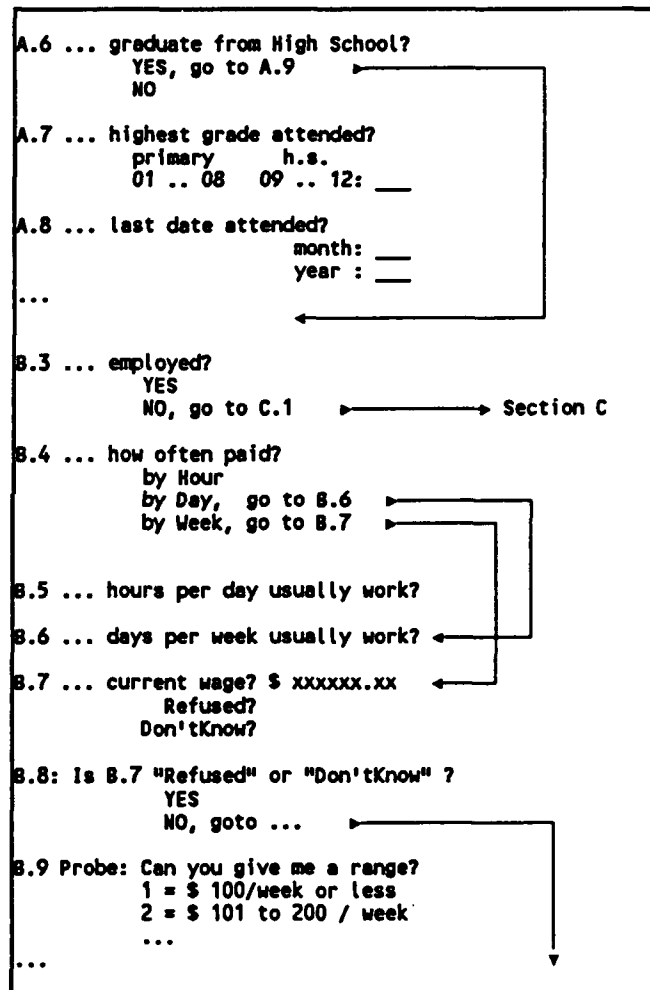 A.6 ... graduate from High School?
YES, go to A.9
NO
A.7 ... highest grade attended?
primary h.s.
01 .. 08 09 .. 12: ___
A.8 ... last date attended?
month: ___
year : ___
...
B.3 ... employed?
YES
NO, go to C.1 Section C
B.4 ... how often paid?
by Hour
by Day, go to B.6
by Week, go to B.7
B.5 ... hours per day usually work?
B.6 ... days per week usually work?
B.7 ... current wage? $ xxxxxx.xx
Refused?
Don'tKnow?
B.8: Is B.7 "Refused" or "Don'tKnow" ?
YES
NO, goto ...
B.9 Probe: Can you give me a range?
1 = $ 100/week or less
2 = $ 101 to 200 / week
...
...